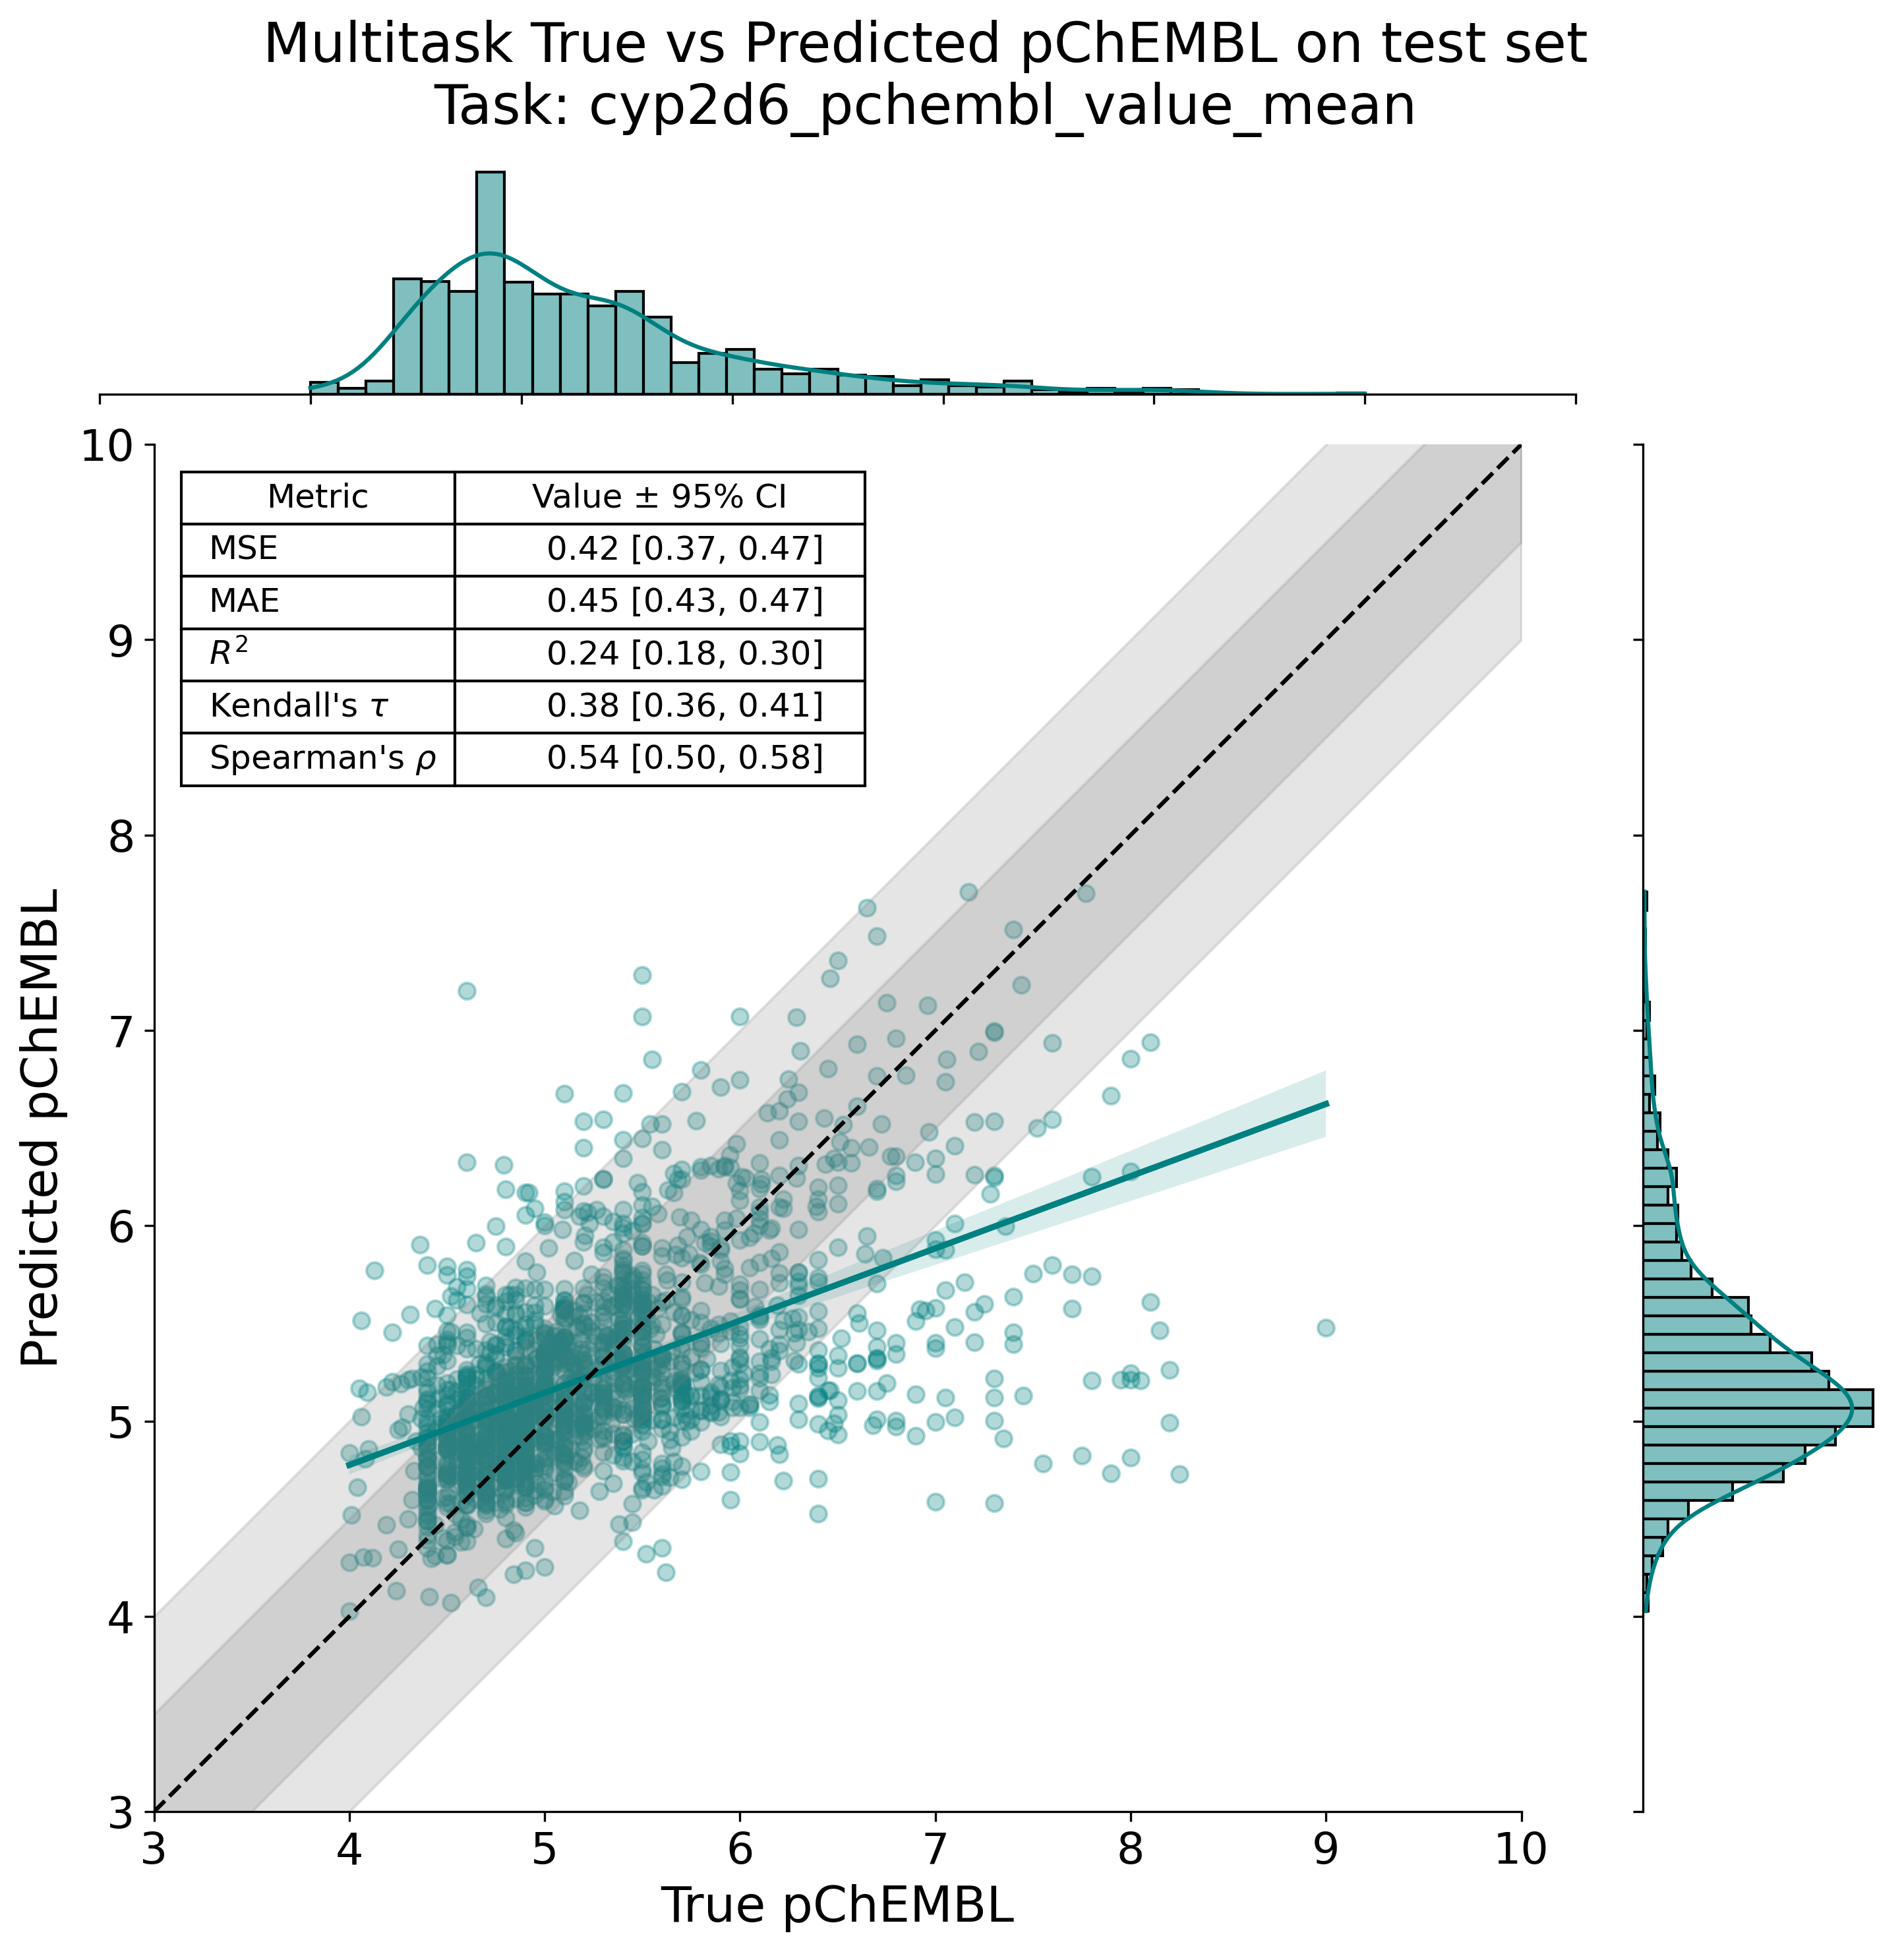 Multitask True vs Predicted pChEMBL on test set
Task: cyp2d6_pchembl_value_mean
Metric Value ± 95% CI
MSE 0.42 [0.37, 0.47]
MAE 0.45 [0.43, 0.47]
R² 0.24 [0.18, 0.30]
Kendall's τ 0.38 [0.36, 0.41]
Spearman's ρ 0.54 [0.50, 0.58]
10
9
8
7
6
5
4
3
Predicted pChEMBL
3 4 5 6 7 8 9 10
True pChEMBL